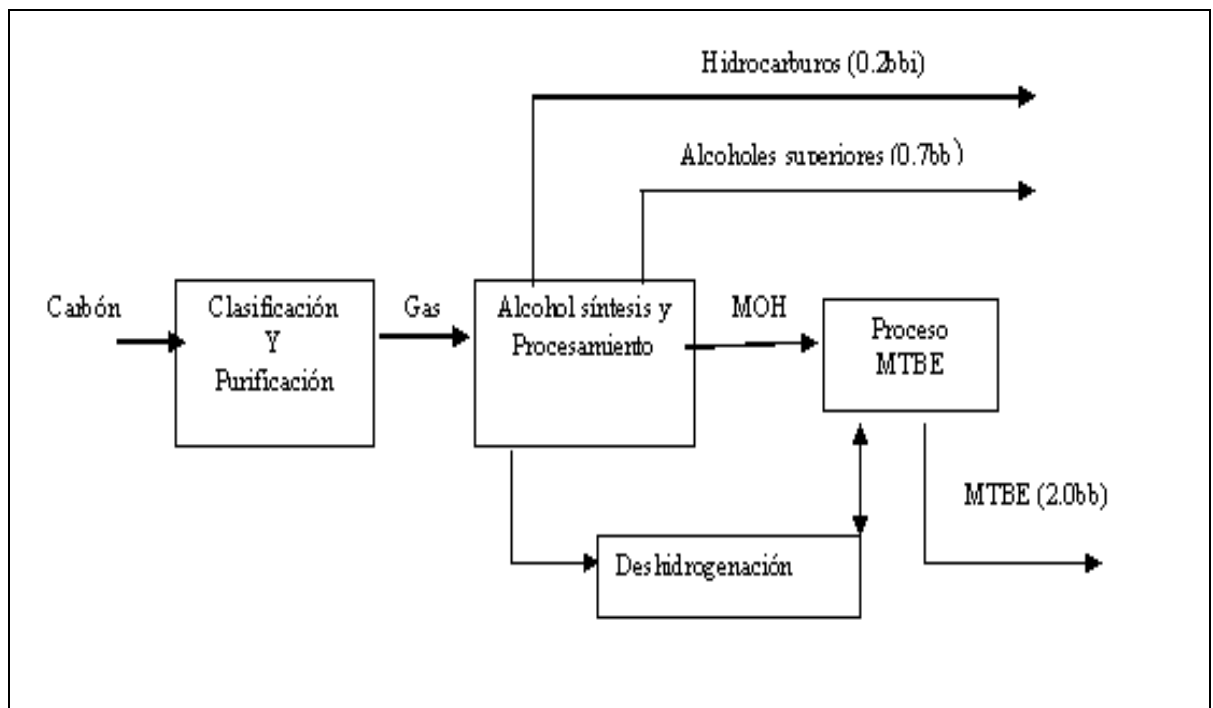 Hidrocarburos (0.2bbi)
Alcoholes superiores (0.7bb)
Carbón
Clasificación
Y
Purificación
Gas
Alcohol síntesis y
Procesamiento
MOH
Proceso
MTBE
MTBE (2.0bb)
Deshidrogenación